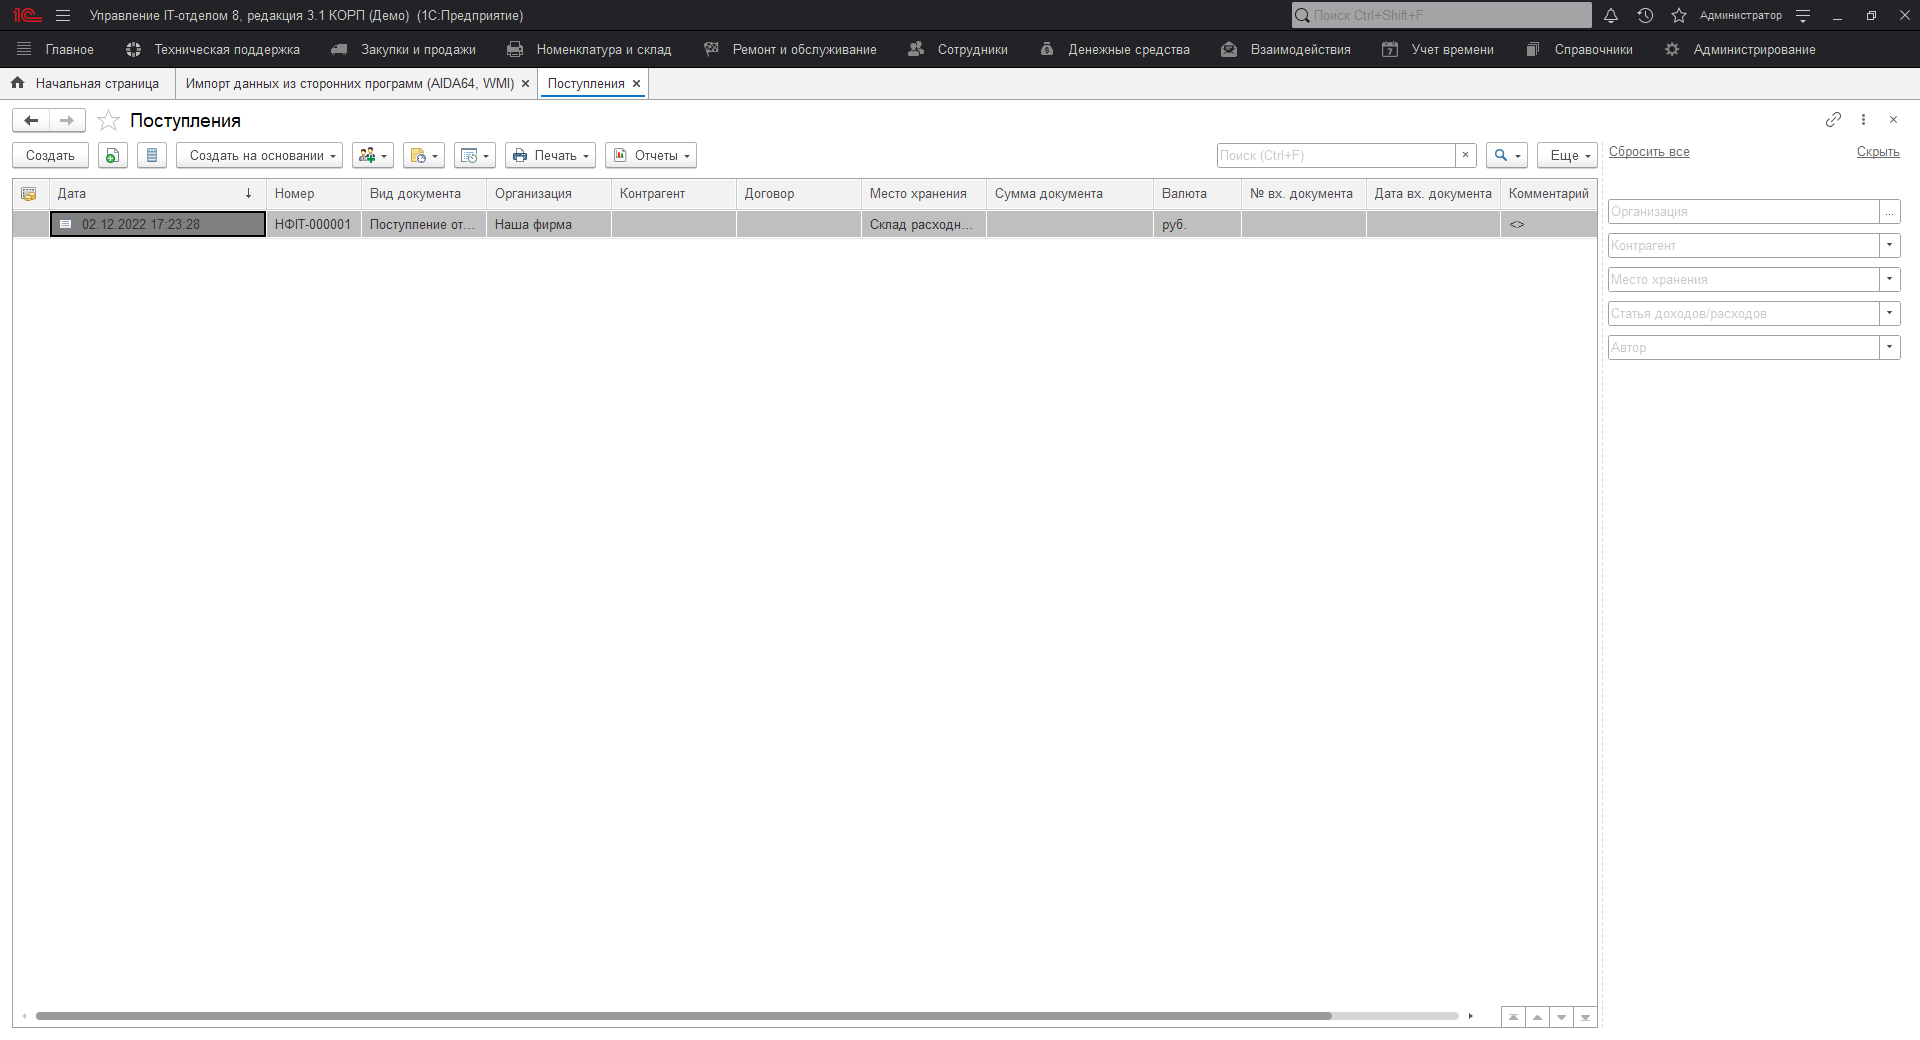 Управление IT-отделом 8, редакция 3.1 КОРП (Демо) (1С:Предприятие)
Поиск Ctrl+Shift+F
Администратор
Главное Техническая поддержка Закупки и продажи Номенклатура и склад Ремонт и обслуживание Сотрудники Денежные средства Взаимодействия Учет времени Справочники Администрирование
Начальная страница Импорт данных из сторонних программ (AIDA64, WMI) Поступления
Поступления
Создать Создать на основании Печать Отчеты Поиск (Ctrl+F) Еще Сбросить все Скрыть
Дата Номер Вид документа Организация Контрагент Договор Место хранения Сумма документа Валюта № вх. документа Дата вх. документа Комментарий
02.12.2022 17:23:28 НФIT-000001 Поступление от... Наша фирма Склад расходн... руб. <>
Организация ...
Контрагент
Место хранения
Статья доходов/расходов
Автор